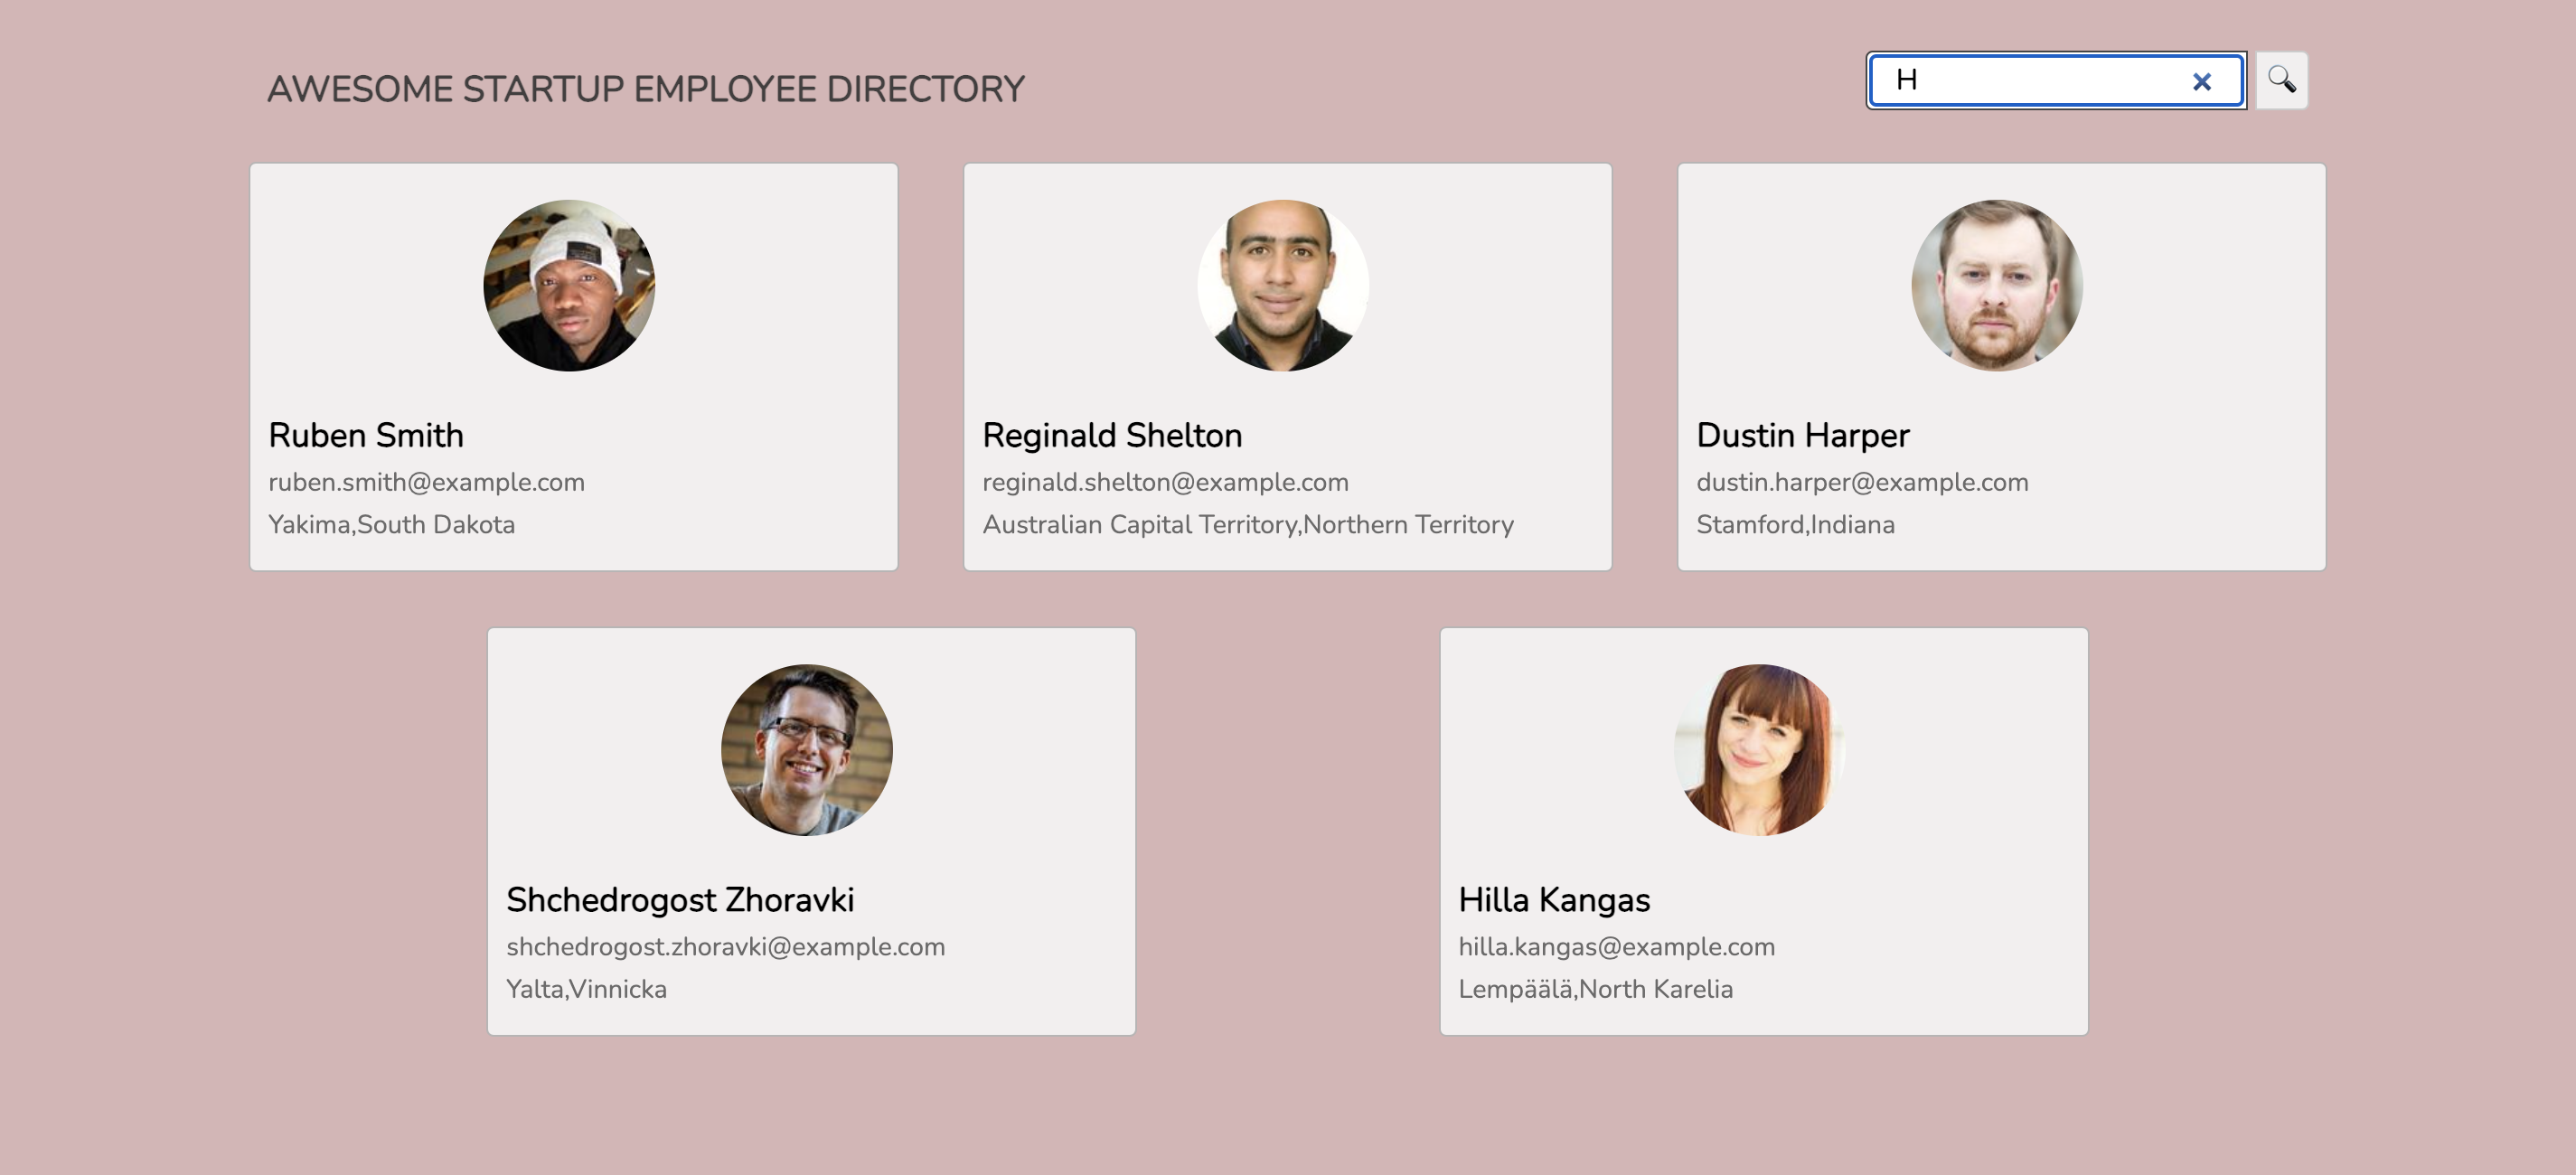 AWESOME STARTUP EMPLOYEE DIRECTORY
H
Ruben Smith
ruben.smith@example.com
Yakima,South Dakota
Reginald Shelton
reginald.shelton@example.com
Australian Capital Territory,Northern Territory
Dustin Harper
dustin.harper@example.com
Stamford,Indiana
Shchedrogost Zhoravki
shchedrogost.zhoravki@example.com
Yalta,Vinnicka
Hilla Kangas
hilla.kangas@example.com
Lempäälä,North Karelia